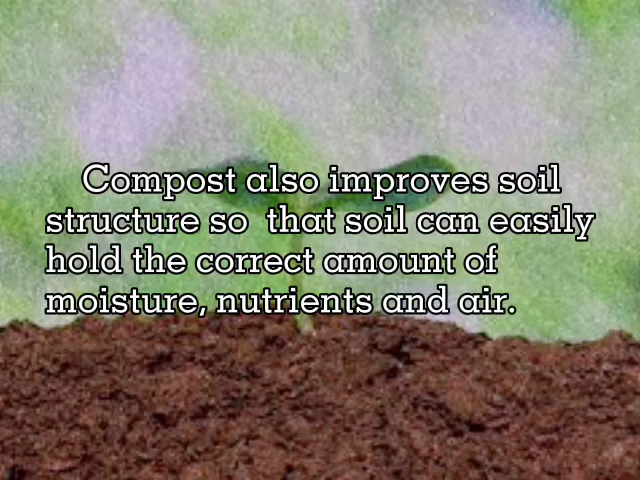 Compost also improves soil
structure so that soil can easily
hold the correct amount of
moisture, nutrients and air.